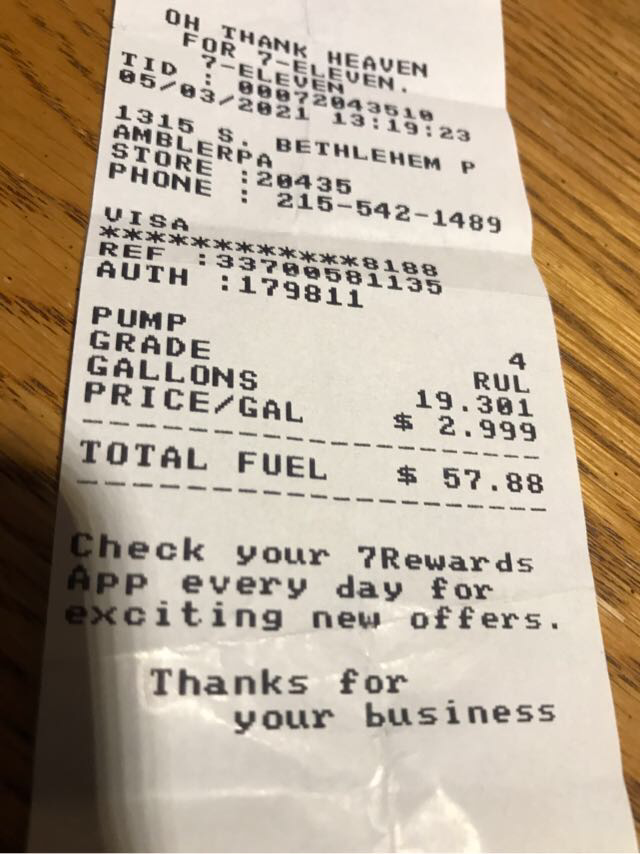 OH THANK HEAVEN
FOR 7-ELEVEN.
7-ELEVEN
TID : 00072043510
05/03/2021 13:19:23
1315 S. BETHLEHEM P
AMBLERPA
STORE :20435
PHONE : 215-542-1489
VISA
************8188
REF :33700581135
AUTH :179811
PUMP 4
GRADE RUL
GALLONS 19.301
PRICE/GAL $ 2.999
--------------------
TOTAL FUEL $ 57.88
--------------------
Check your 7Rewards
App every day for
exciting new offers.
Thanks for
your business